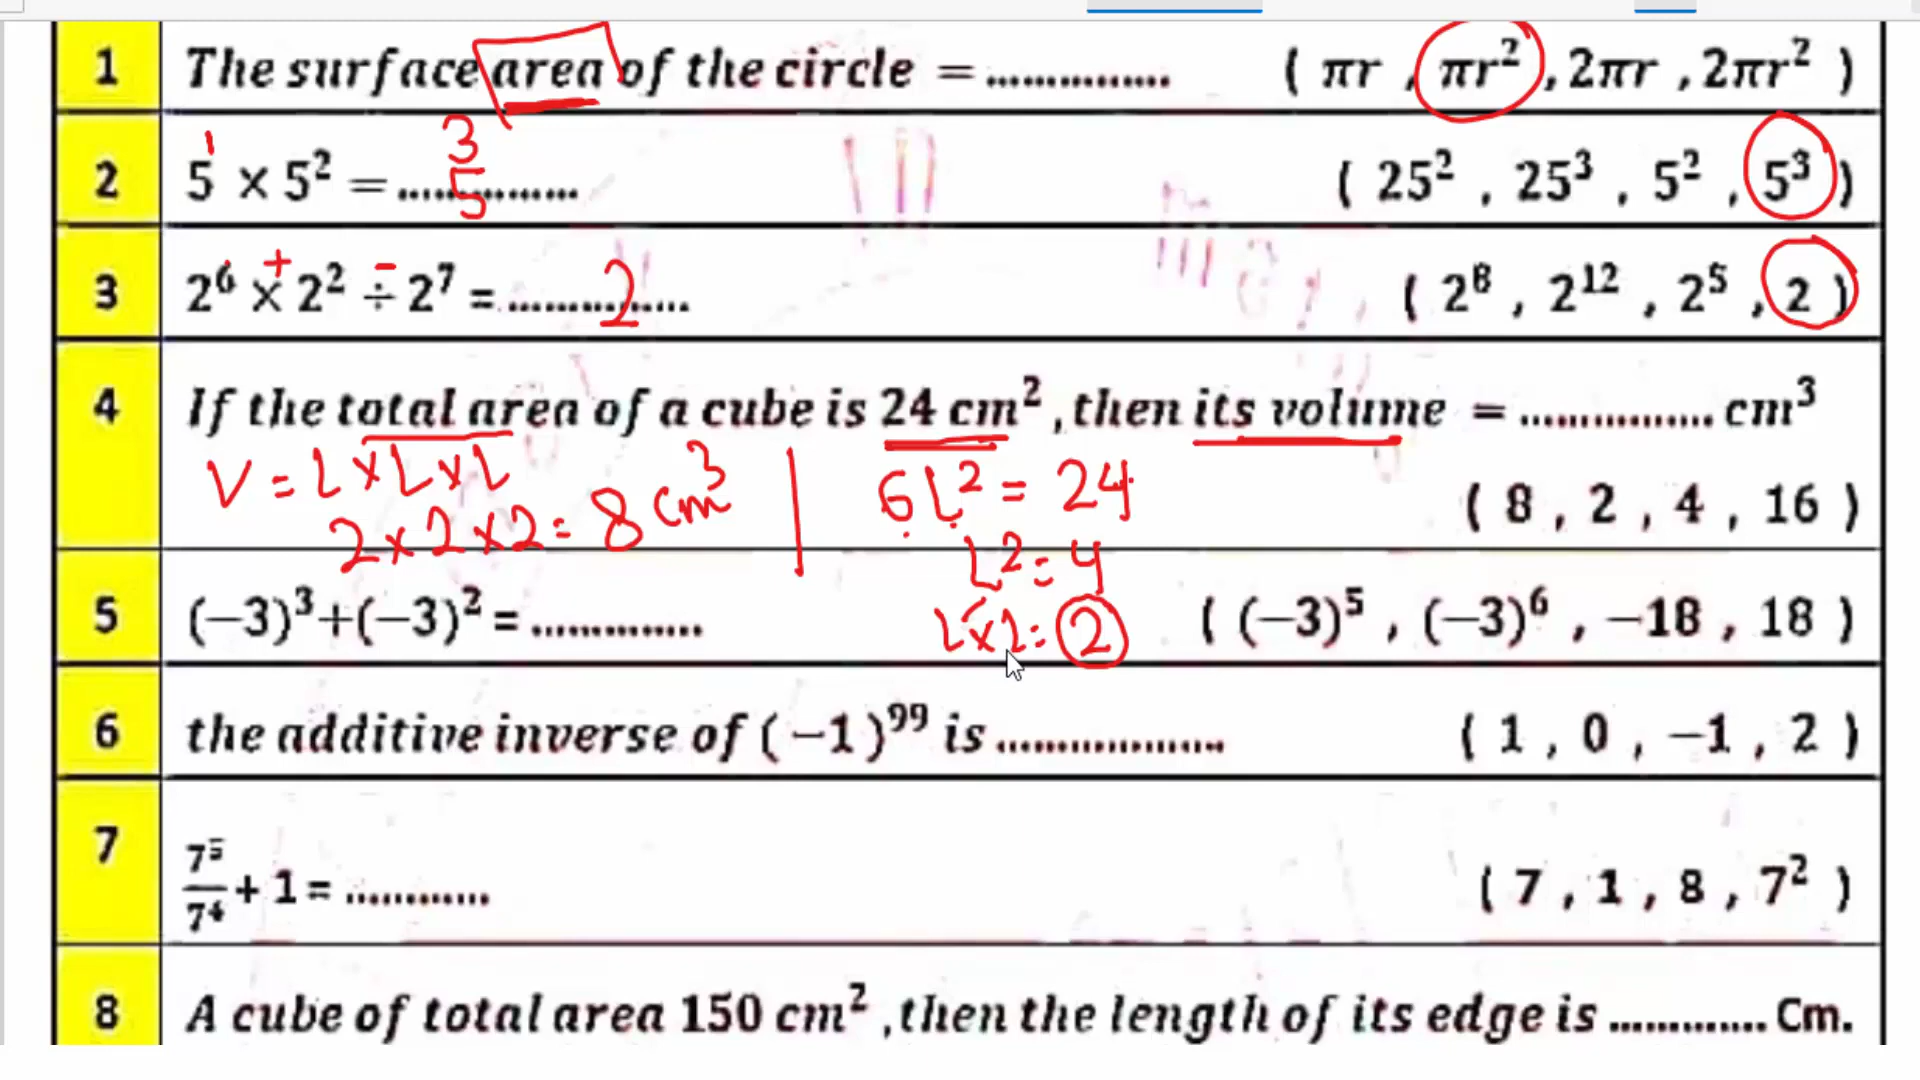 1 The surface area of the circle = ............... ( πr , πr² , 2πr , 2πr² )
2 5¹ × 5² = ............... ( 25² , 25³ , 5² , 5³ )
5³
3 2⁶ × 2² ÷ 2⁷ = ............... ( 2⁸ , 2¹² , 2⁵ , 2 )
+ − 2
4 If the total area of a cube is 24 cm² , then its volume = ................ cm³
V = L × L × L
6L² = 24
( 8 , 2 , 4 , 16 )
2 × 2 × 2 = 8 cm³
L² = 4
5 (−3)³+(−3)² = .............. ( (−3)⁵ , (−3)⁶ , −18 , 18 )
L × L = 2
6 the additive inverse of (−1)⁹⁹ is ................... ( 1 , 0 , −1 , 2 )
7 7⁵/7⁴ + 1 = ............ ( 7 , 1 , 8 , 7² )
8 A cube of total area 150 cm² , then the length of its edge is ............. Cm.